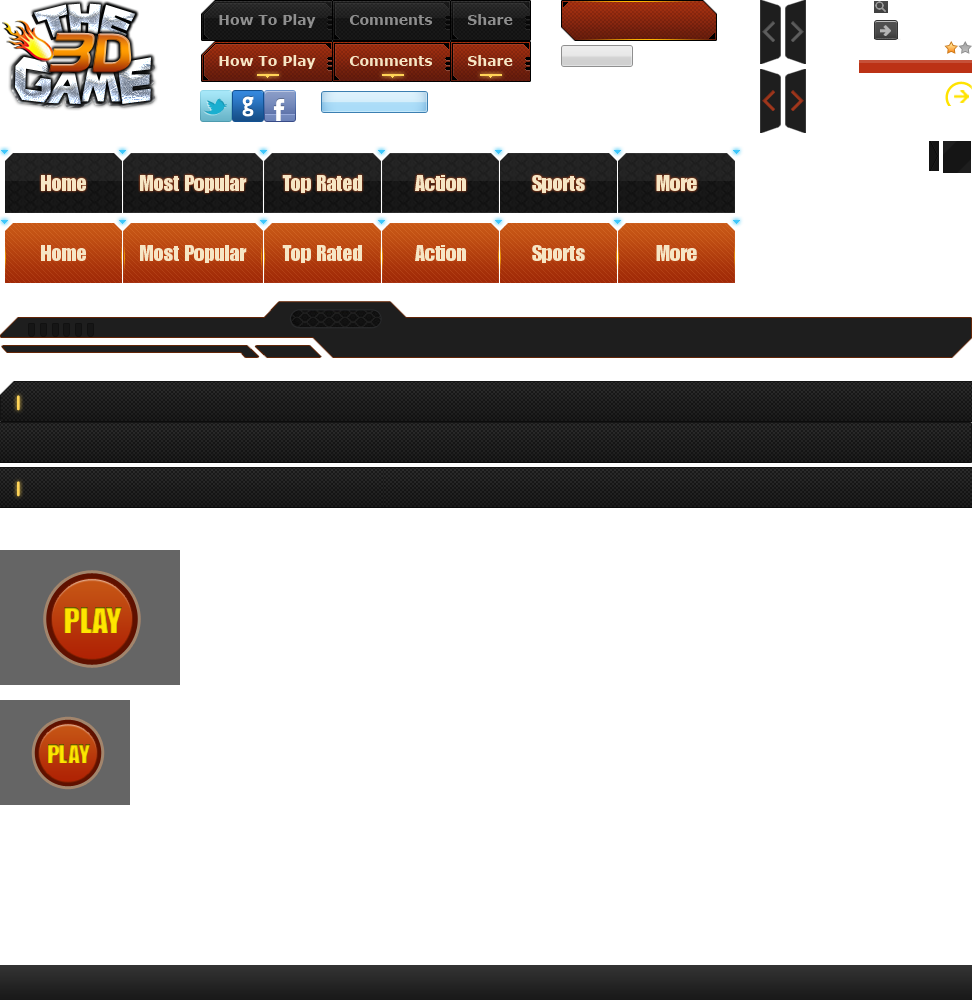 THE
3D
GAME
How To Play Comments Share
How To Play Comments Share
g f
Home Most Popular Top Rated Action Sports More
Home Most Popular Top Rated Action Sports More
PLAY
PLAY